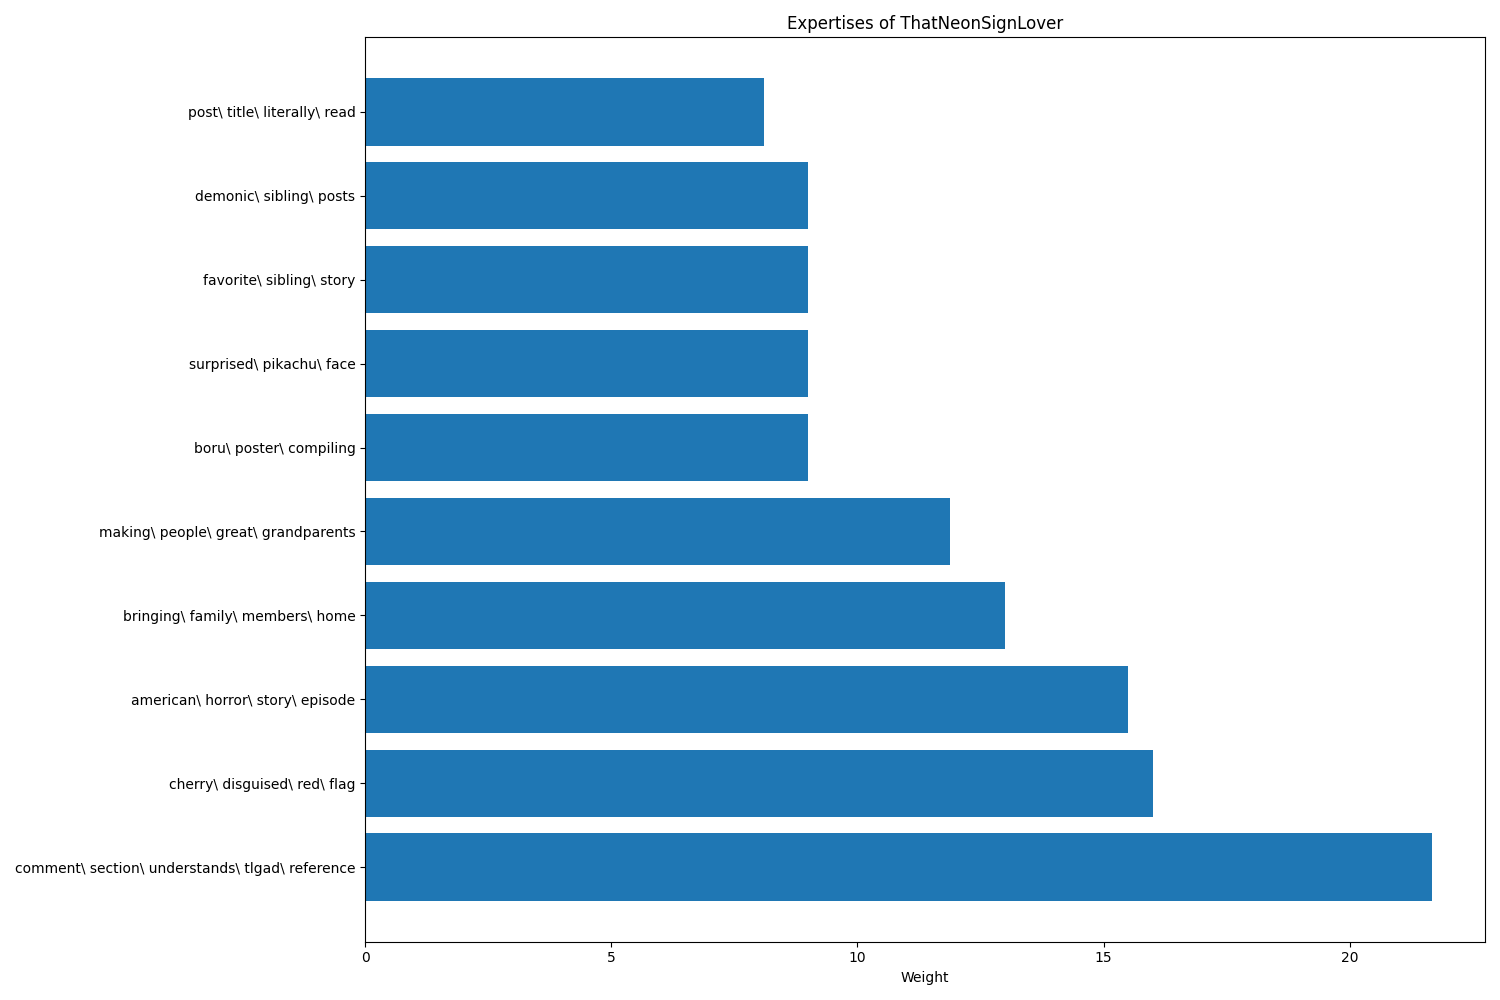 Expertises of ThatNeonSignLover
post\ title\ literally\ read
demonic\ sibling\ posts
favorite\ sibling\ story
surprised\ pikachu\ face
boru\ poster\ compiling
making\ people\ great\ grandparents
bringing\ family\ members\ home
american\ horror\ story\ episode
cherry\ disguised\ red\ flag
comment\ section\ understands\ tlgad\ reference
0 5 10 15 20
Weight